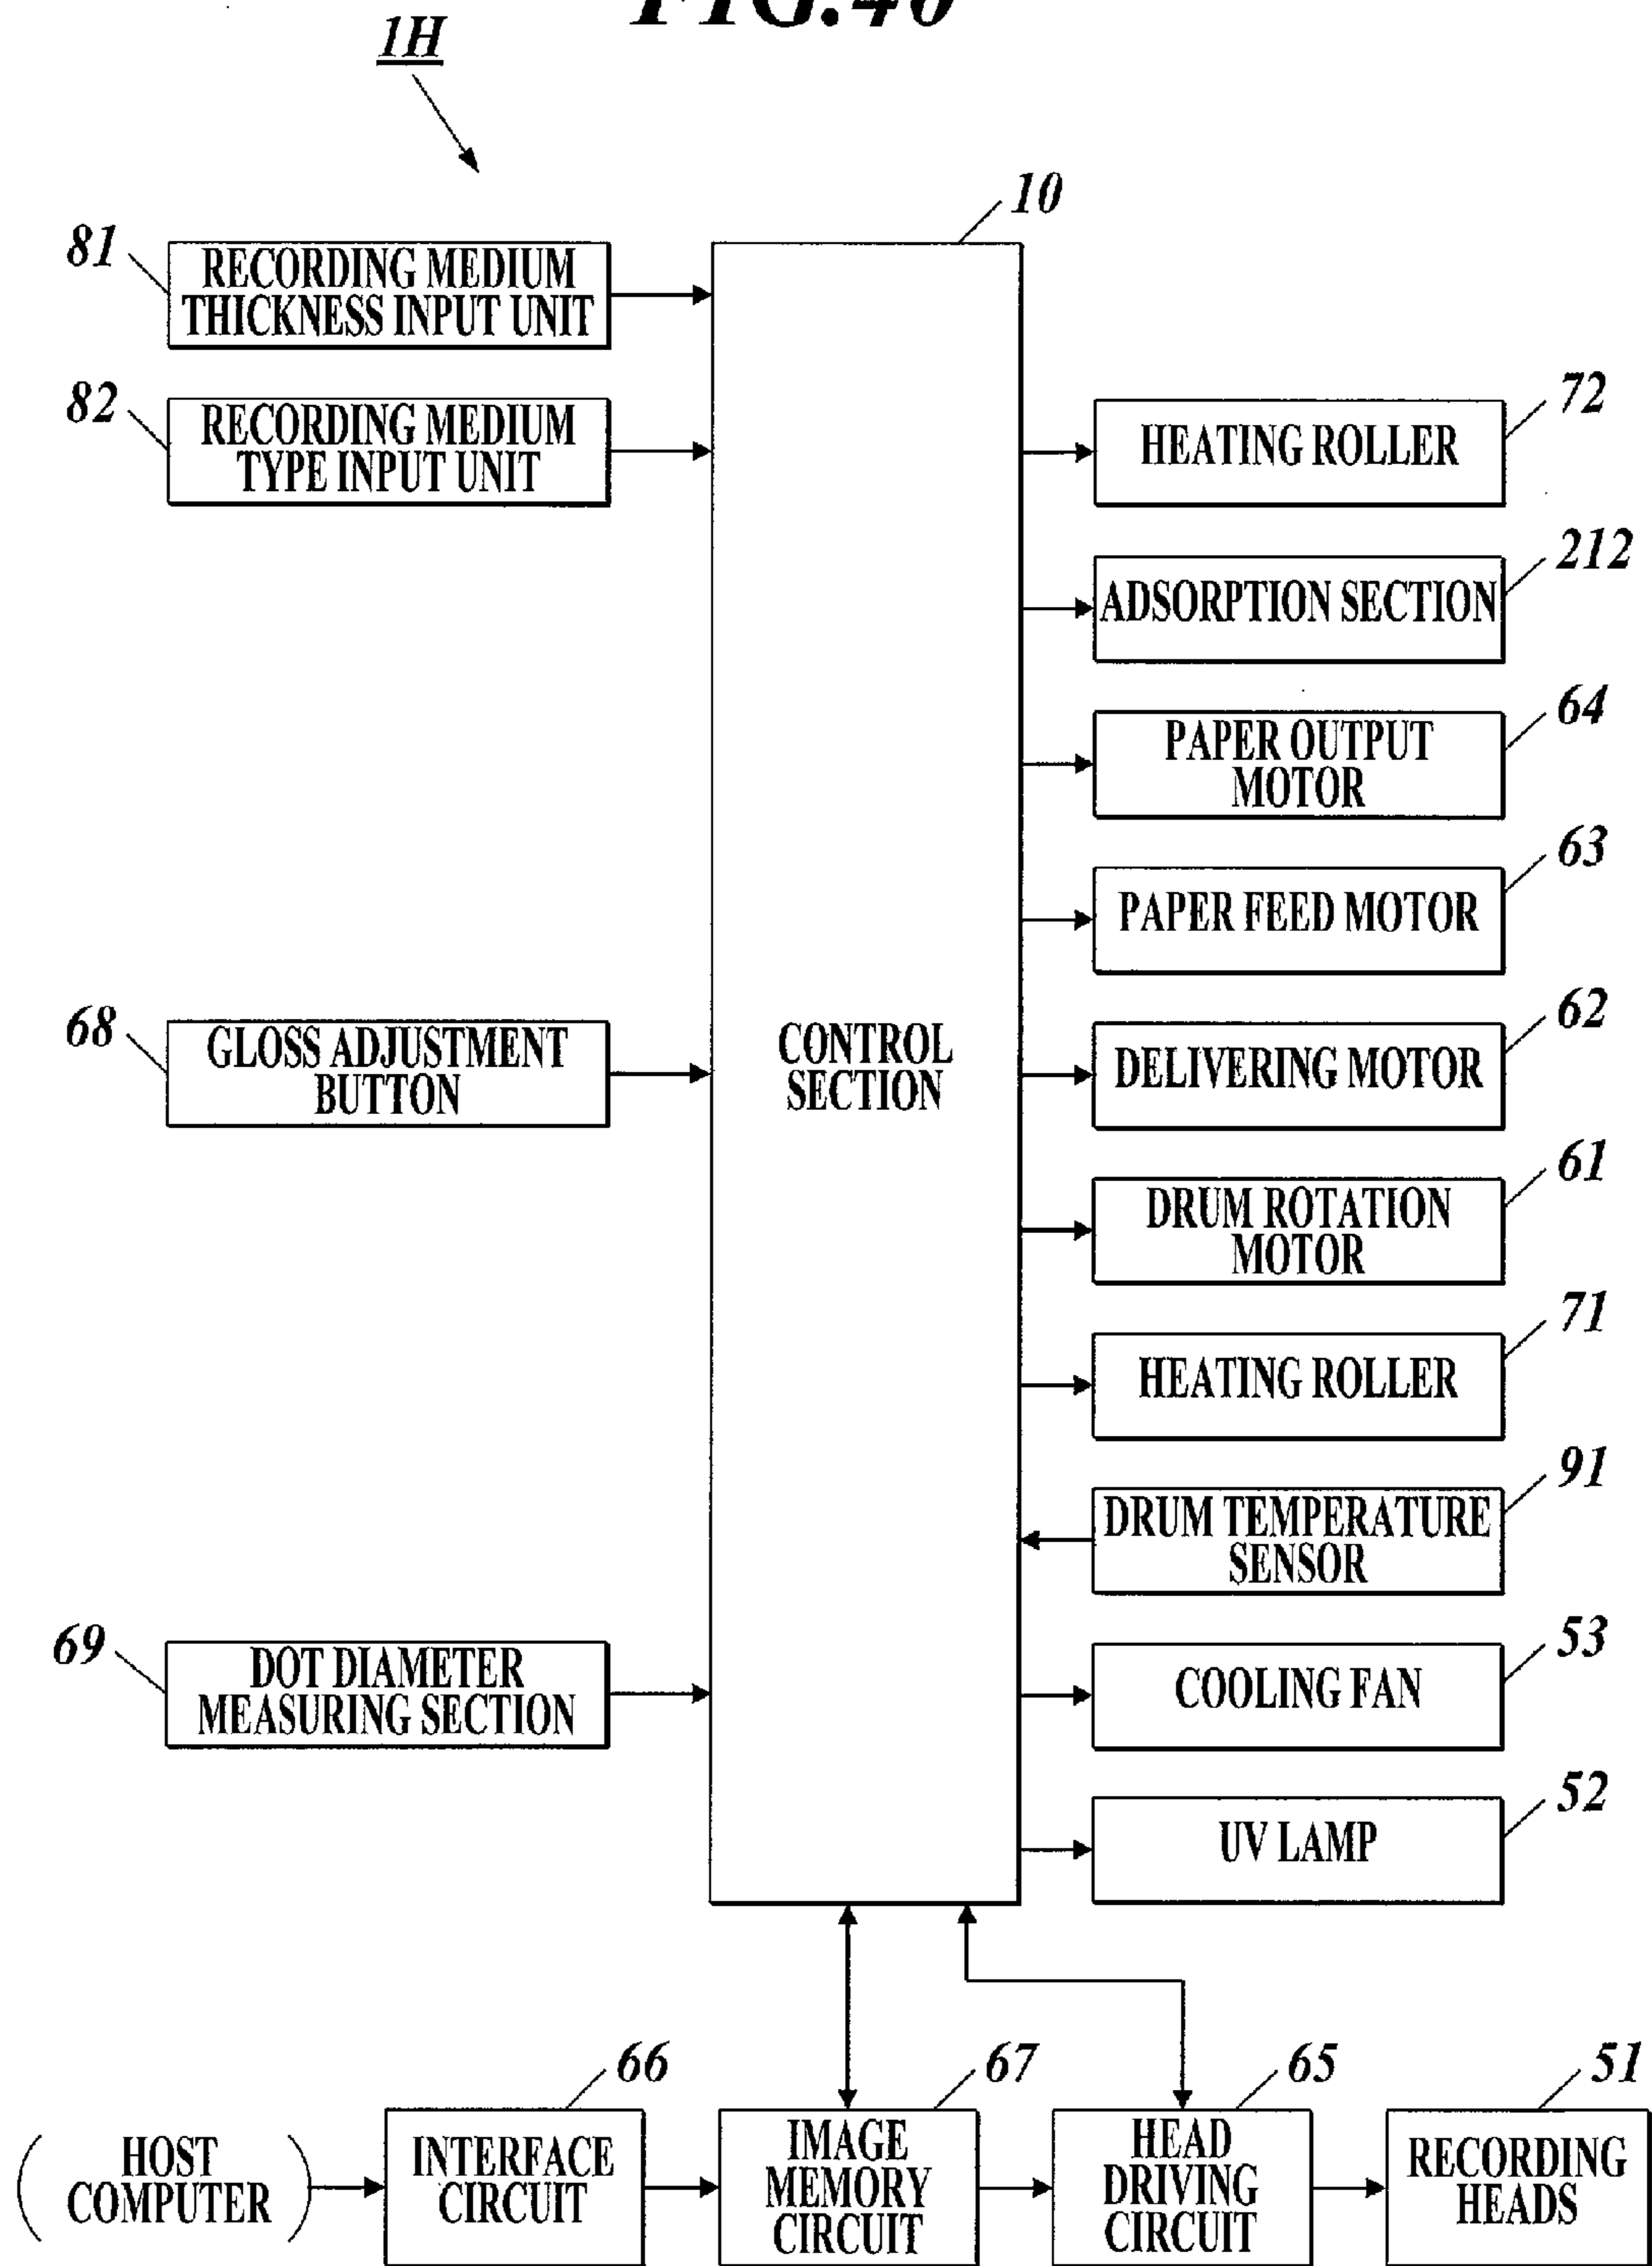 FIG.40
1H
10
81
RECORDING MEDIUM
THICKNESS INPUT UNIT
82
RECORDING MEDIUM
TYPE INPUT UNIT
72
HEATING ROLLER
212
ADSORPTION SECTION
64
PAPER OUTPUT
MOTOR
63
PAPER FEED MOTOR
68
GLOSS ADJUSTMENT
BUTTON
CONTROL
SECTION
62
DELIVERING MOTOR
61
DRUM ROTATION
MOTOR
71
HEATING ROLLER
91
DRUM TEMPERATURE
SENSOR
69
DOT DIAMETER
MEASURING SECTION
53
COOLING FAN
52
UV LAMP
66
67
65
51
(HOST
COMPUTER)
INTERFACE
CIRCUIT
IMAGE
MEMORY
CIRCUIT
HEAD
DRIVING
CIRCUIT
RECORDING
HEADS